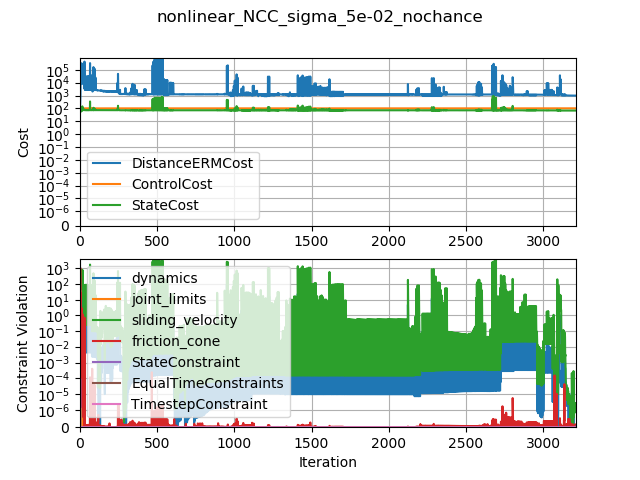 nonlinear_NCC_sigma_5e-02_nochance
10^5
10^4
10^3
10^2
10^1
10^0
10^-1
10^-2
10^-3
10^-4
10^-5
10^-6
0
Cost
DistanceERMCost
ControlCost
StateCost
0 500 1000 1500 2000 2500 3000
10^3
10^2
10^1
10^0
10^-1
10^-2
10^-3
10^-4
10^-5
10^-6
0
Constraint Violation
dynamics
joint_limits
sliding_velocity
friction_cone
StateConstraint
EqualTimeConstraints
TimestepConstraint
0 500 1000 1500 2000 2500 3000
Iteration